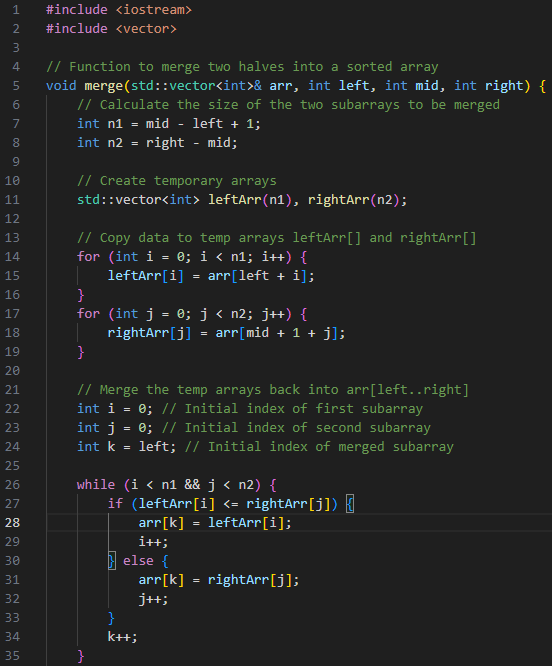 1 #include <iostream>
2 #include <vector>
3
4 // Function to merge two halves into a sorted array
5 void merge(std::vector<int>& arr, int left, int mid, int right) {
6     // Calculate the size of the two subarrays to be merged
7     int n1 = mid - left + 1;
8     int n2 = right - mid;
9
10     // Create temporary arrays
11     std::vector<int> leftArr(n1), rightArr(n2);
12
13     // Copy data to temp arrays leftArr[] and rightArr[]
14     for (int i = 0; i < n1; i++) {
15         leftArr[i] = arr[left + i];
16     }
17     for (int j = 0; j < n2; j++) {
18         rightArr[j] = arr[mid + 1 + j];
19     }
20
21     // Merge the temp arrays back into arr[left..right]
22     int i = 0; // Initial index of first subarray
23     int j = 0; // Initial index of second subarray
24     int k = left; // Initial index of merged subarray
25
26     while (i < n1 && j < n2) {
27         if (leftArr[i] <= rightArr[j]) {
28             arr[k] = leftArr[i];
29             i++;
30         } else {
31             arr[k] = rightArr[j];
32             j++;
33         }
34         k++;
35     }